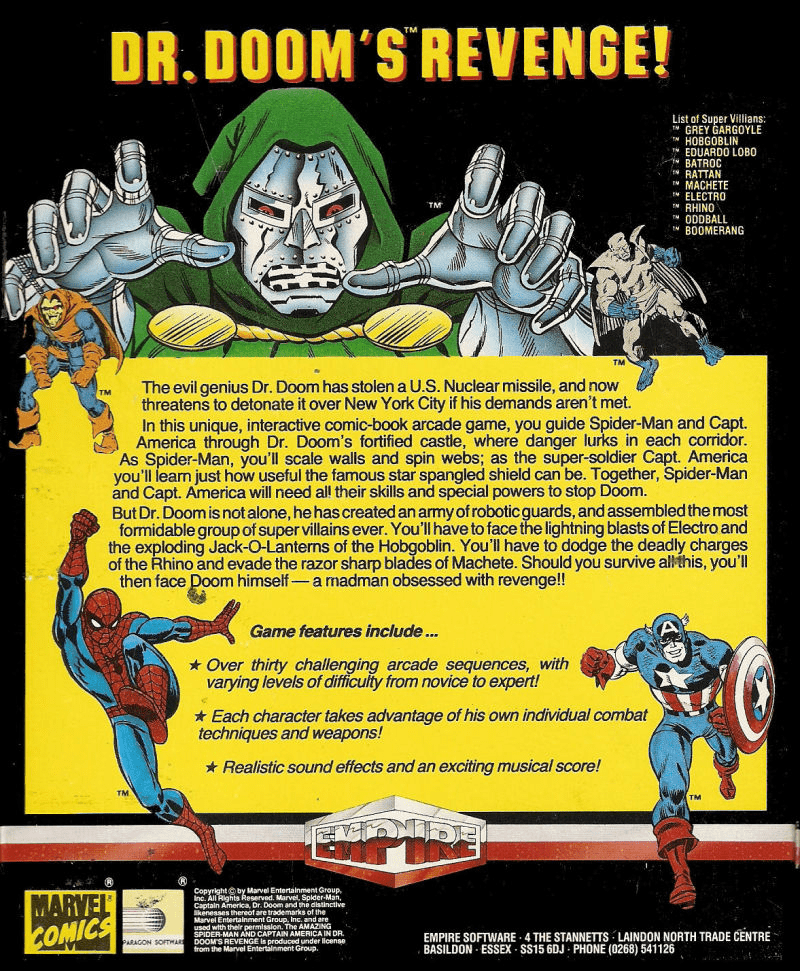 DR. DOOM'S™ REVENGE!
List of Super Villians:
™ GREY GARGOYLE
™ HOBGOBLIN
™ EDUARDO LOBO
™ BATROC
™ RATTAN
™ MACHETE
™ ELECTRO
™ RHINO
™ ODDBALL
™ BOOMERANG
TM
TM
TM
The evil genius Dr. Doom has stolen a U.S. Nuclear missile, and now
threatens to detonate it over New York City if his demands aren't met.
In this unique, interactive comic-book arcade game, you guide Spider-Man and Capt.
America through Dr. Doom's fortified castle, where danger lurks in each corridor.
As Spider-Man, you'll scale walls and spin webs; as the super-soldier Capt. America
you'll learn just how useful the famous star spangled shield can be. Together, Spider-Man
and Capt. America will need all their skills and special powers to stop Doom.
But Dr. Doom is not alone, he has created an army of robotic guards, and assembled the most
formidable group of super villains ever. You'll have to face the lightning blasts of Electro and
the exploding Jack-O-Lanterns of the Hobgoblin. You'll have to dodge the deadly charges
of the Rhino and evade the razor sharp blades of Machete. Should you survive all this, you'll
then face Doom himself — a madman obsessed with revenge!!
Game features include ...
★ Over thirty challenging arcade sequences, with
varying levels of difficulty from novice to expert!
★ Each character takes advantage of his own individual combat
techniques and weapons!
★ Realistic sound effects and an exciting musical score!
TM
TM
A
EMPIRE
®
®
MARVEL®
COMICS
PARAGON SOFTWARE
Copyright © by Marvel Entertainment Group,
Inc. All Rights Reserved. Marvel, Spider-Man,
Captain America, Dr. Doom and the distinctive
likenesses thereof are trademarks of the
Marvel Entertainment Group, Inc. and are
used with their permission. The AMAZING
SPIDER-MAN AND CAPTAIN AMERICA IN DR.
DOOM'S REVENGE is produced under license
from the Marvel Entertainment Group.
EMPIRE SOFTWARE · 4 THE STANNETTS · LAINDON NORTH TRADE CENTRE
BASILDON · ESSEX · SS15 6DJ · PHONE (0268) 541126